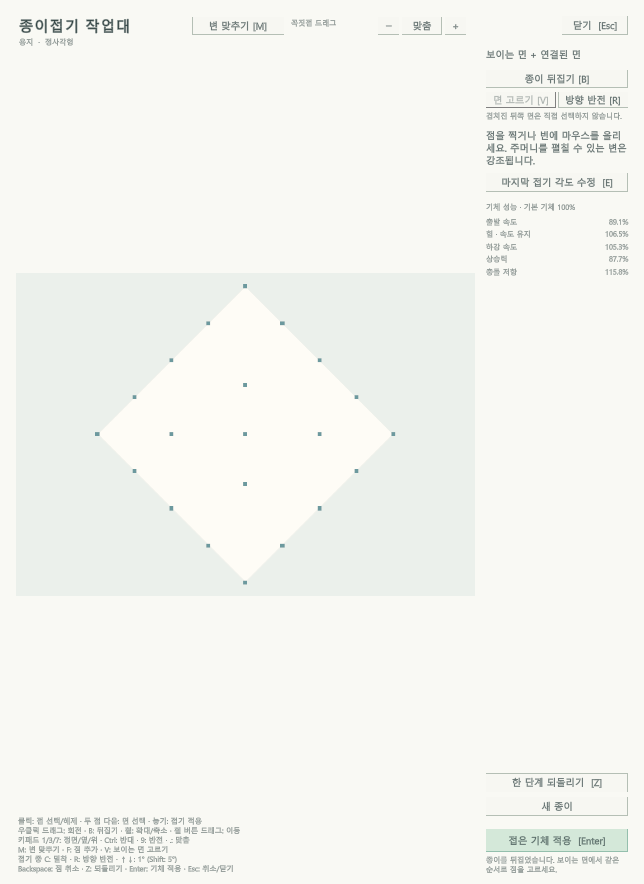 종이접기 작업대
용지 · 정사각형
변 맞추기 [M]
꼭짓점 드래그
−
맞춤
+
닫기 [Esc]
보이는 면 + 연결된 면
종이 뒤집기 [B]
면 고르기 [V]
방향 반전 [R]
겹쳐진 뒤쪽 면은 직접 선택하지 않습니다.
점을 찍거나 변에 마우스를 올리
세요. 주머니를 펼칠 수 있는 변은
강조됩니다.
마지막 접기 각도 수정 [E]
기체 성능 · 기본 기체 100%
출발 속도 89.1%
힘 · 속도 유지 106.5%
하강 속도 105.3%
상승력 87.7%
충돌 저항 115.8%
한 단계 되돌리기 [Z]
새 종이
접은 기체 적용 [Enter]
종이를 뒤집었습니다. 보이는 면에서 같은
순서로 점을 고르세요.
클릭: 점 선택/해제 · 두 점 다음: 면 선택 · 놓기: 접기 적용
우클릭 드래그: 회전 · B: 뒤집기 · 휠: 확대/축소 · 휠 버튼 드래그: 이동
키패드 1/3/7: 정면/옆/위 · Ctrl: 반대 · 9: 반전 · .: 맞춤
M: 변 맞추기 · F: 점 추가 · V: 보이는 면 고르기
접기 중 C: 밀착 · R: 방향 반전 · ↑ ↓: 1° (Shift: 5°)
Backspace: 점 취소 · Z: 되돌리기 · Enter: 기체 적용 · Esc: 취소/닫기